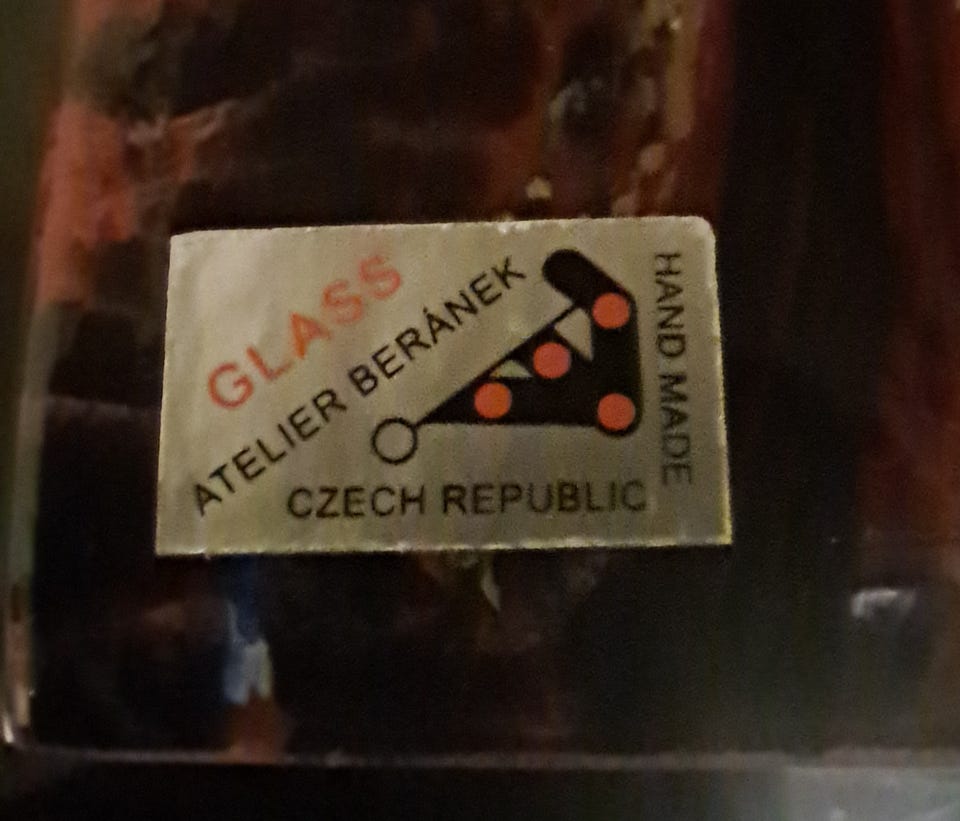 GLASS
ATELIER BERÁNEK
CZECH REPUBLIC
HAND MADE